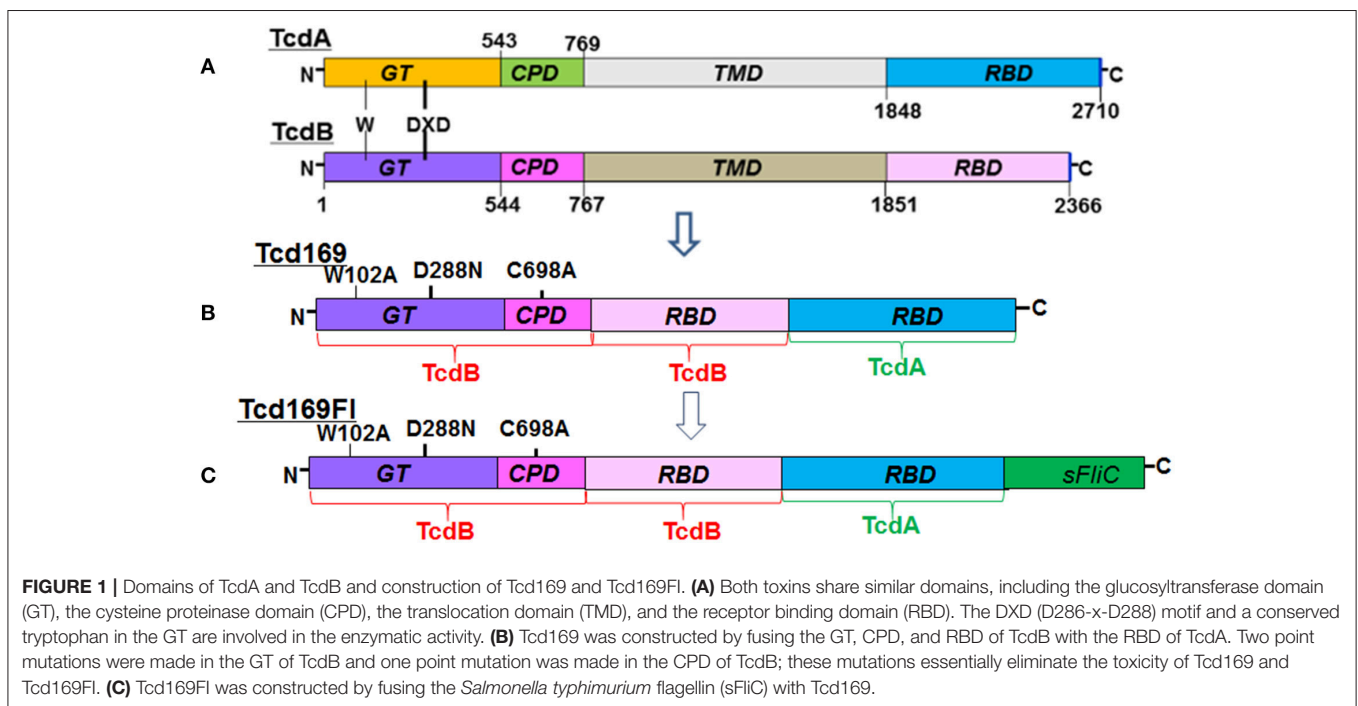 TcdA
543 769
A
N GT CPD TMD RBD C
1848 2710
W DXD
TcdB
N GT CPD TMD RBD C
1 544 767 1851 2366
Tcd169
W102A D288N C698A
B
N GT CPD RBD RBD C
TcdB TcdB TcdA
Tcd169FI
W102A D288N C698A
C
N GT CPD RBD RBD sFliC C
TcdB TcdB TcdA
FIGURE 1 | Domains of TcdA and TcdB and construction of Tcd169 and Tcd169FI. (A) Both toxins share similar domains, including the glucosyltransferase domain
(GT), the cysteine proteinase domain (CPD), the translocation domain (TMD), and the receptor binding domain (RBD). The DXD (D286-x-D288) motif and a conserved
tryptophan in the GT are involved in the enzymatic activity. (B) Tcd169 was constructed by fusing the GT, CPD, and RBD of TcdB with the RBD of TcdA. Two point
mutations were made in the GT of TcdB and one point mutation was made in the CPD of TcdB; these mutations essentially eliminate the toxicity of Tcd169 and
Tcd169FI. (C) Tcd169FI was constructed by fusing the Salmonella typhimurium flagellin (sFliC) with Tcd169.